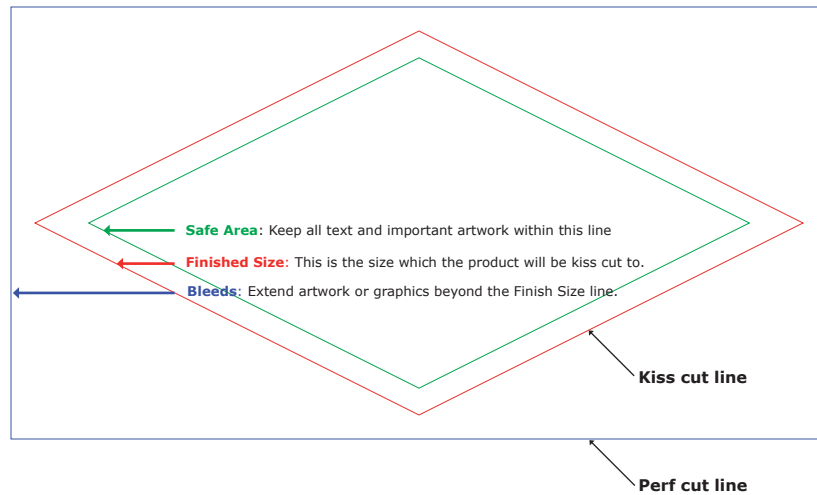 Safe Area: Keep all text and important artwork within this line
Finished Size: This is the size which the product will be kiss cut to.
Bleeds: Extend artwork or graphics beyond the Finish Size line.
Kiss cut line
Perf cut line